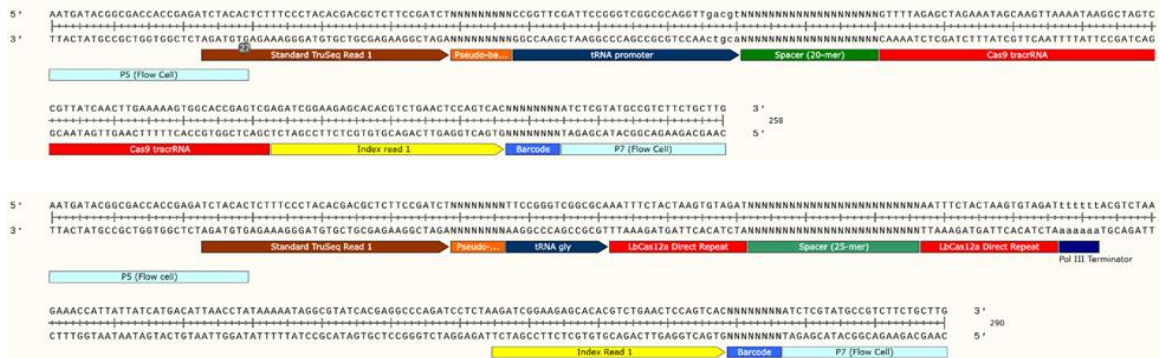 5' AATGATACGGCGACCACCGAGATCTACACTCTTTCCCTACACGACGCTCTTCCGATCTNNNNNNNNNCCGGTTCGATTCCGGGTCGGCGCAGGTTgacgtNNNNNNNNNNNNNNNNNNNNGTTTTAGAGCTAGAAATAGCAAGTTAAAATAAGGCTAGTC
3' TTACTATGCCGCTGGTGGCTCTAGATGTGAGAAAGGGATGTGCTGCGAGAAGGCTAGANNNNNNNNNGGCCAAGCTAAGGCCCAGCCGCGTCCAActgcaNNNNNNNNNNNNNNNNNNNNCAAAATCTCGATCTTTATCGTTCAATTTTATTCCGATCAG
Standard TruSeq Read 1 Pseudo-ba... tRNA promoter Spacer (20-mer) Cas9 tracrRNA
P5 (Flow Cell)
CGTTATCAACTTGAAAAAGTGGCACCGAGTCGAGATCGGAAGAGCACACGTCTGAACTCCAGTCACNNNNNNNNATCTCGTATGCCGTCTTCTGCTTG 3'
258
GCAATAGTTGAACTTTTTCACCGTGGCTCAGCTCTAGCCTTCTCGTGTGCAGACTTGAGGTCAGTGNNNNNNNNTAGAGCATACGGCAGAAGACGAAC 5'
Cas9 tracrRNA Index read 1 Barcode P7 (Flow Cell)
5' AATGATACGGCGACCACCGAGATCTACACTCTTTCCCTACACGACGCTCTTCCGATCTNNNNNNNNTTCCGGGTCGGCGCAAATTTCTACTAAGTGTAGATNNNNNNNNNNNNNNNNNNNNNNNNNAATTTCTACTAAGTGTAGATttttttACGTCTAA
3' TTACTATGCCGCTGGTGGCTCTAGATGTGAGAAAGGGATGTGCTGCGAGAAGGCTAGANNNNNNNNAAGGCCCAGCCGCGTTTAAAGATGATTCACATCTANNNNNNNNNNNNNNNNNNNNNNNNNTTAAAGATGATTCACATCTAaaaaaaTGCAGATT
Standard TruSeq Read 1 Pseudo-... tRNA gly LbCas12a Direct Repeat Spacer (25-mer) LbCas12a Direct Repeat
Pol III Terminator
P5 (Flow cell)
GAAACCATTATTATCATGACATTAACCTATAAAAATAGGCGTATCACGAGGCCCAGATCCTCTAAGATCGGAAGAGCACACGTCTGAACTCCAGTCACNNNNNNNNATCTCGTATGCCGTCTTCTGCTTG 3'
290
CTTTGGTAATAATAGTACTGTAATTGGATATTTTTATCCGCATAGTGCTCCGGGTCTAGGAGATTCTAGCCTTCTCGTGTGCAGACTTGAGGTCAGTGNNNNNNNNTAGAGCATACGGCAGAAGACGAAC 5'
Index Read 1 Barcode P7 (Flow Cell)